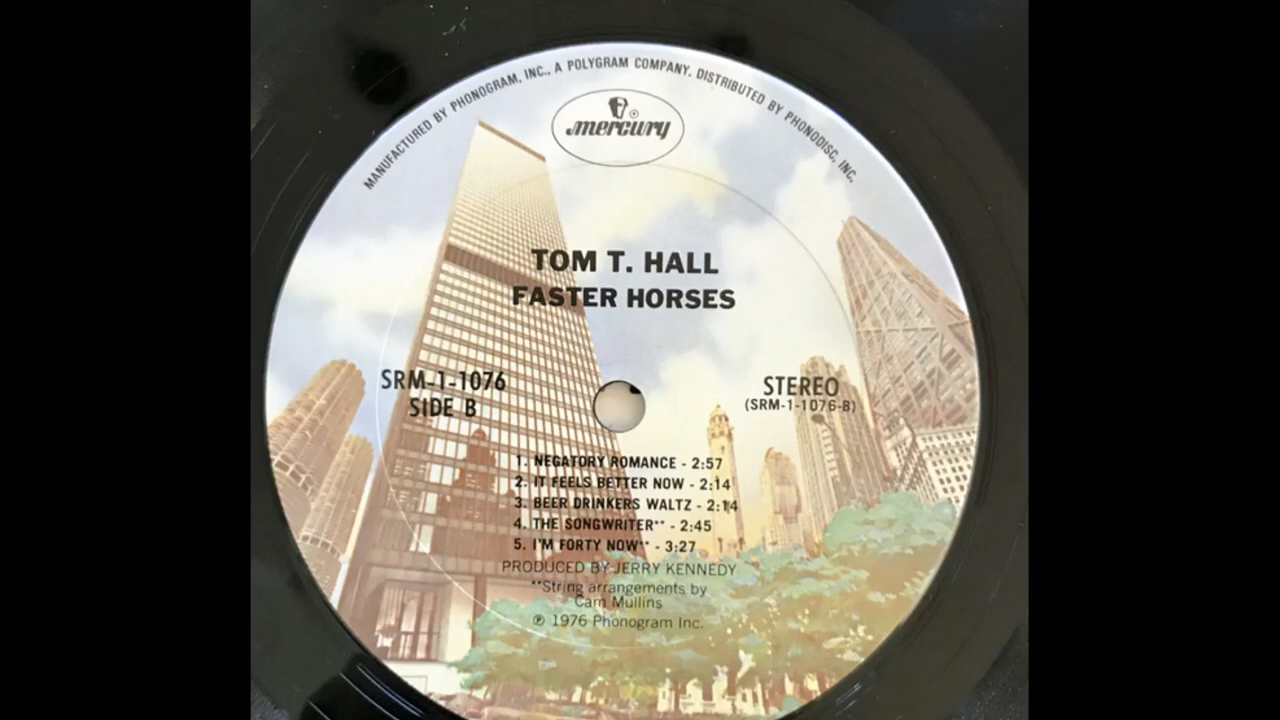 MANUFACTURED BY PHONOGRAM, INC., A POLYGRAM COMPANY. DISTRIBUTED BY PHONODISC, INC.
mercury ®
TOM T. HALL
FASTER HORSES
SRM-1-1076
SIDE B
STEREO
(SRM-1-1076-B)
1. NEGATORY ROMANCE - 2:57
2. IT FEELS BETTER NOW - 2:14
3. BEER DRINKERS WALTZ - 2:14
4. THE SONGWRITER** - 2:45
5. I'M FORTY NOW** - 3:27
PRODUCED BY JERRY KENNEDY
**String arrangements by
Cam Mullins
℗ 1976 Phonogram Inc.